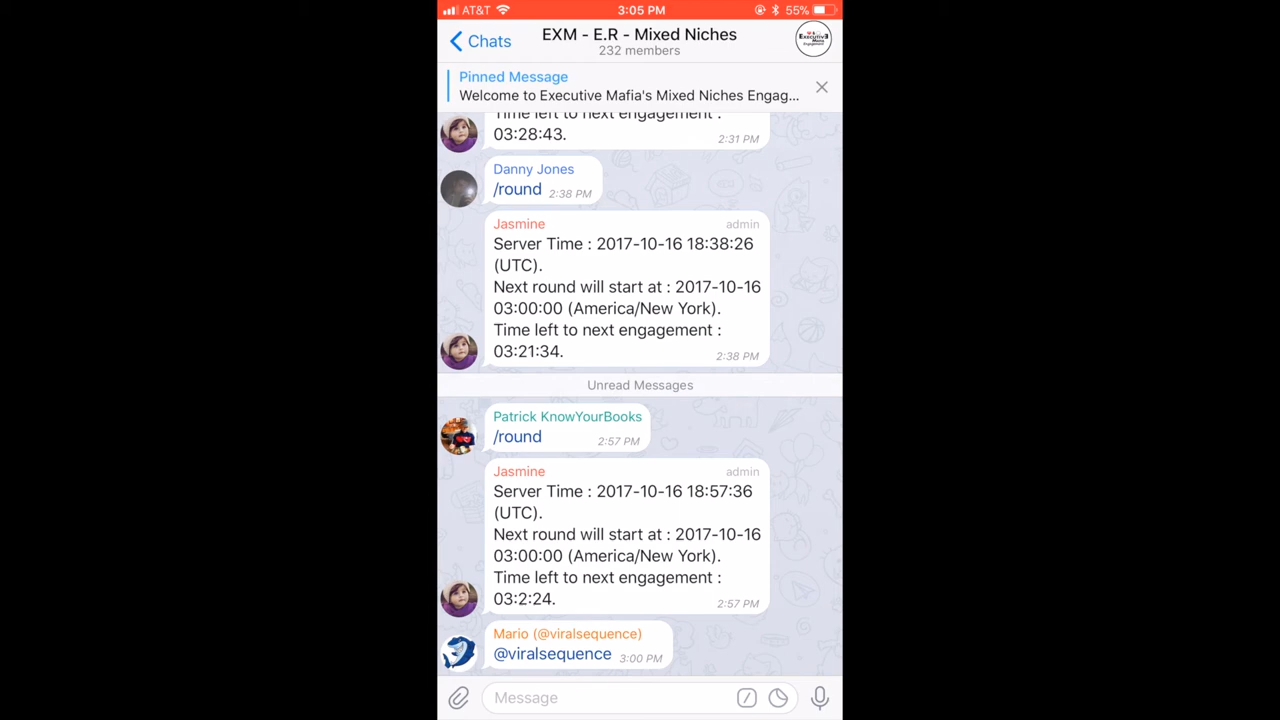 AT&T 3:05 PM 55%
Chats
EXM - E.R - Mixed Niches
232 members
Pinned Message
Welcome to Executive Mafia's Mixed Niches Engag...
Time left to next engagement :
03:28:43. 2:31 PM
Danny Jones
/round 2:38 PM
Jasmine admin
Server Time : 2017-10-16 18:38:26
(UTC).
Next round will start at : 2017-10-16
03:00:00 (America/New York).
Time left to next engagement :
03:21:34. 2:38 PM
Unread Messages
Patrick KnowYourBooks
/round 2:57 PM
Jasmine admin
Server Time : 2017-10-16 18:57:36
(UTC).
Next round will start at : 2017-10-16
03:00:00 (America/New York).
Time left to next engagement :
03:2:24. 2:57 PM
Mario (@viralsequence)
@viralsequence 3:00 PM
Message